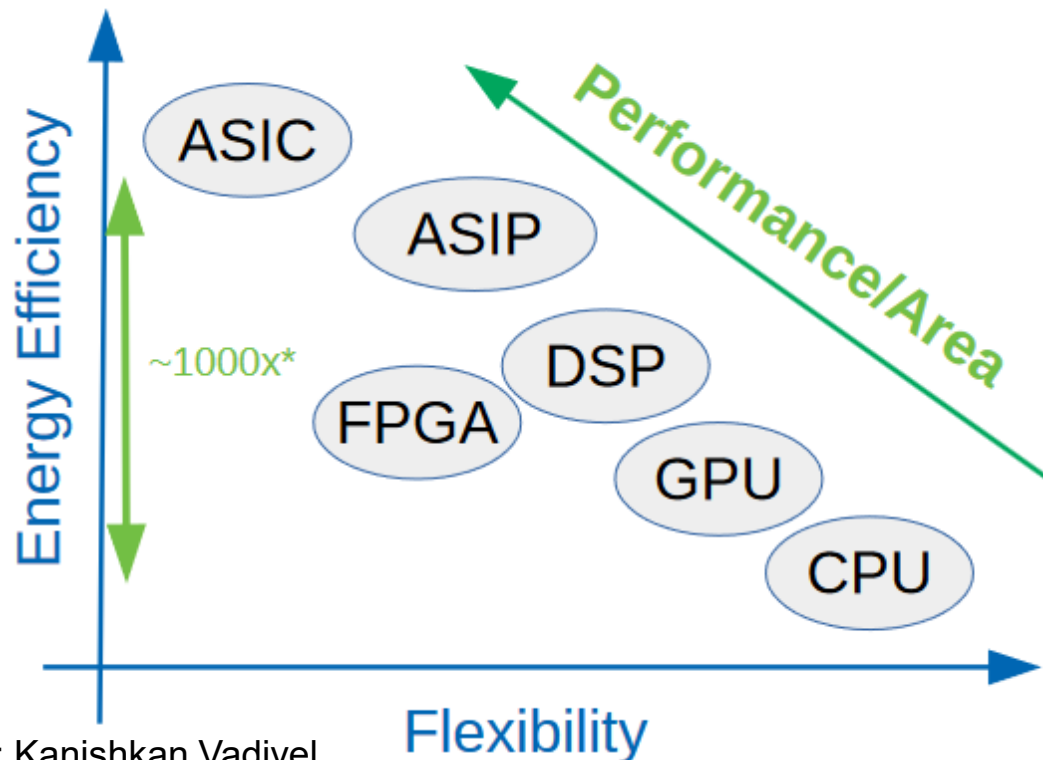 ASIC
Performance/Area
ASIP
Energy Efficiency
~1000x*
DSP
FPGA
GPU
CPU
Flexibility
: Kanishkan Vadivel